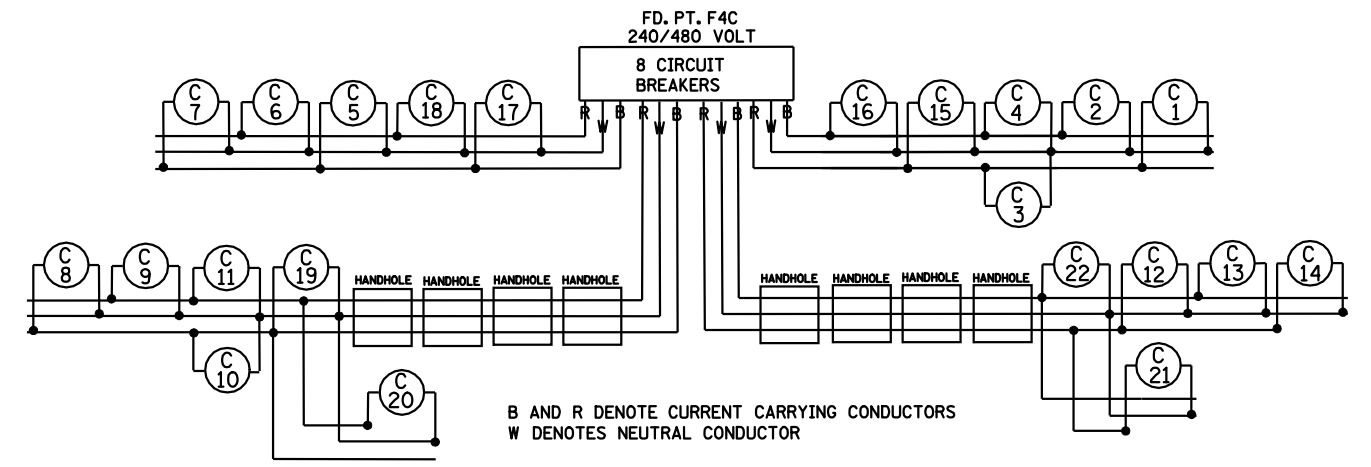 FD. PT. F4C
240/480 VOLT
8 CIRCUIT
BREAKERS
C 7
C 6
C 5
C 18
C 17
R W B R W B R W B R W B
C 16
C 15
C 4
C 2
C 1
C 3
C 8
C 9
C 11
C 19
HANDHOLE HANDHOLE HANDHOLE HANDHOLE
HANDHOLE HANDHOLE HANDHOLE HANDHOLE
C 22
C 12
C 13
C 14
C 10
C 20
C 21
B AND R DENOTE CURRENT CARRYING CONDUCTORS
W DENOTES NEUTRAL CONDUCTOR